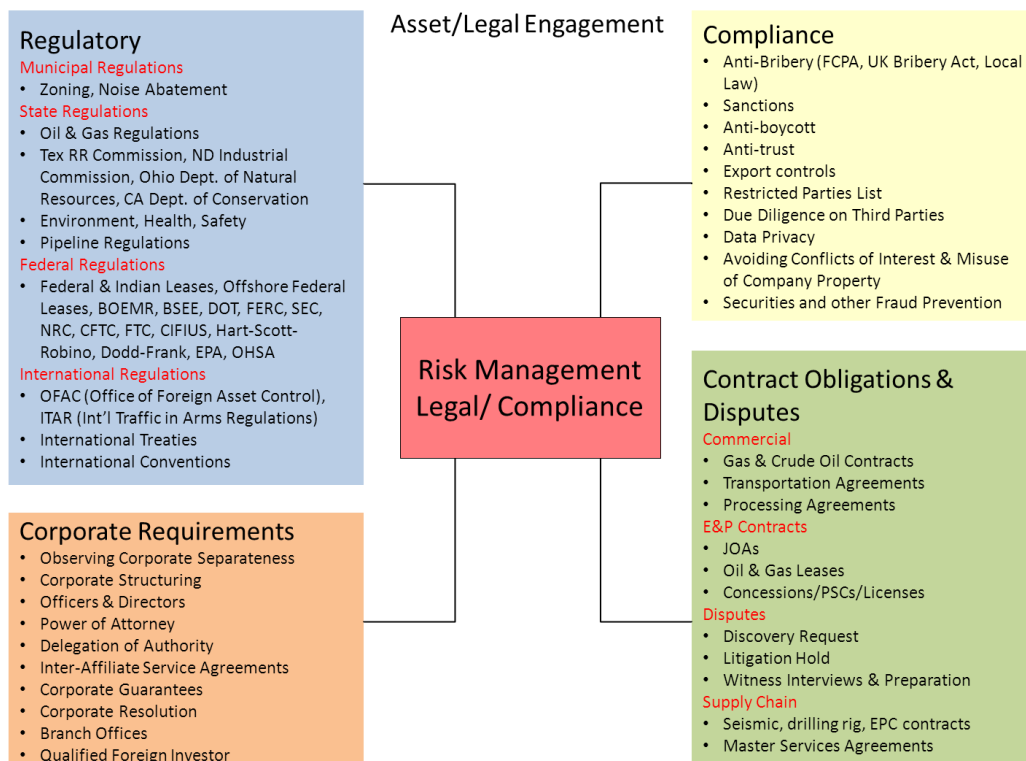 Asset/Legal Engagement
Regulatory
Municipal Regulations
• Zoning, Noise Abatement
State Regulations
• Oil & Gas Regulations
• Tex RR Commission, ND Industrial
Commission, Ohio Dept. of Natural
Resources, CA Dept. of Conservation
• Environment, Health, Safety
• Pipeline Regulations
Federal Regulations
• Federal & Indian Leases, Offshore Federal
Leases, BOEMR, BSEE, DOT, FERC, SEC,
NRC, CFTC, FTC, CIFIUS, Hart-Scott-
Robino, Dodd-Frank, EPA, OHSA
International Regulations
• OFAC (Office of Foreign Asset Control),
ITAR (Int'l Traffic in Arms Regulations)
• International Treaties
• International Conventions
Compliance
• Anti-Bribery (FCPA, UK Bribery Act, Local
Law)
• Sanctions
• Anti-boycott
• Anti-trust
• Export controls
• Restricted Parties List
• Due Diligence on Third Parties
• Data Privacy
• Avoiding Conflicts of Interest & Misuse
of Company Property
• Securities and other Fraud Prevention
Risk Management
Legal/ Compliance
Corporate Requirements
• Observing Corporate Separateness
• Corporate Structuring
• Officers & Directors
• Power of Attorney
• Delegation of Authority
• Inter-Affiliate Service Agreements
• Corporate Guarantees
• Corporate Resolution
• Branch Offices
• Qualified Foreign Investor
Contract Obligations &
Disputes
Commercial
• Gas & Crude Oil Contracts
• Transportation Agreements
• Processing Agreements
E&P Contracts
• JOAs
• Oil & Gas Leases
• Concessions/PSCs/Licenses
Disputes
• Discovery Request
• Litigation Hold
• Witness Interviews & Preparation
Supply Chain
• Seismic, drilling rig, EPC contracts
• Master Services Agreements